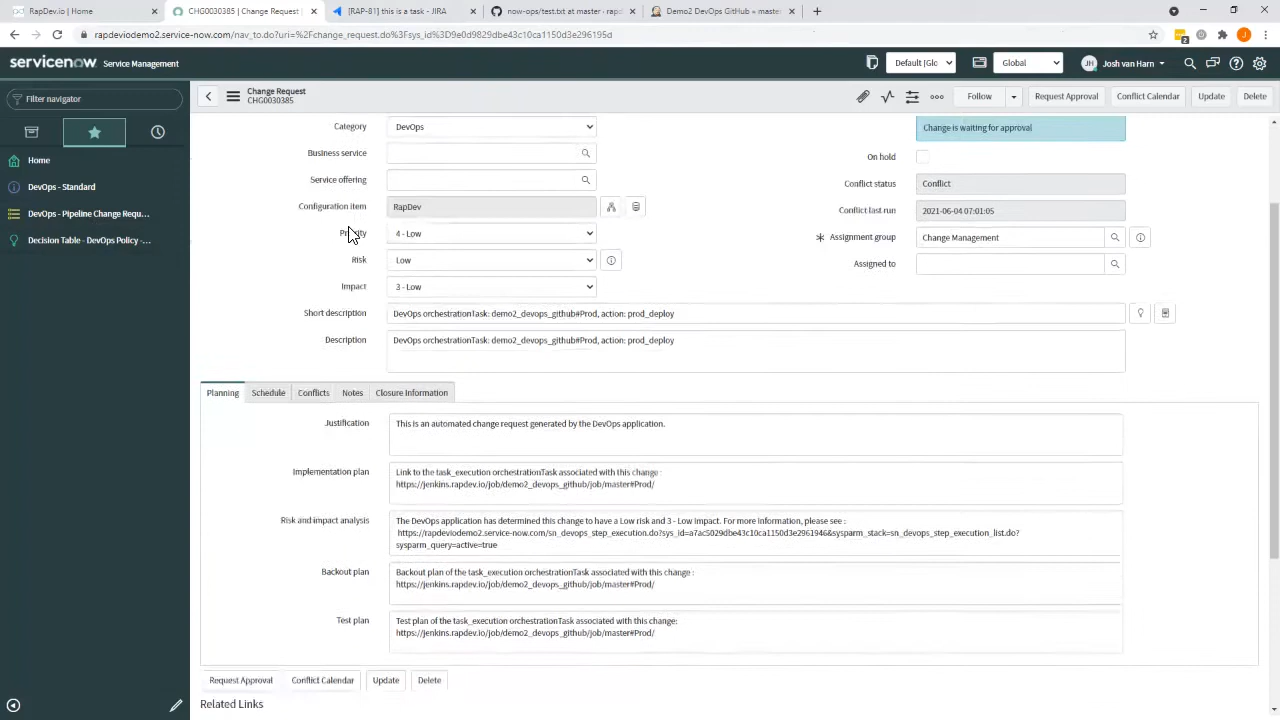 RapDev.io | Home
CHG0030385 | Change Request
[RAP-81] this is a task - JIRA
now-ops/test.txt at master · rapd
Demo2 DevOps GitHub » master
rapdeviodemo2.service-now.com/nav_to.do?uri=%2Fchange_request.do%3Fsys_id%3D9e0d9829dbe43c10d1150d3e296195d
servicenow Service Management
Default [Glo
Global
JH Josh van Harn
Filter navigator
Home
DevOps - Standard
DevOps - Pipeline Change Requ...
Decision Table - DevOps Policy -...
Change Request
CHG0030385
Follow
Request Approval
Conflict Calendar
Update
Delete
Category DevOps
Change is waiting for approval
Business service
On hold
Service offering
Conflict status Conflict
Configuration item RapDev
Conflict last run 2021-06-04 07:01:05
Priority 4 - Low
Assignment group Change Management
Risk Low
Assigned to
Impact 3 - Low
Short description DevOps orchestrationTask: demo2_devops_github#Prod, action: prod_deploy
Description DevOps orchestrationTask: demo2_devops_github#Prod, action: prod_deploy
Planning Schedule Conflicts Notes Closure Information
Justification This is an automated change request generated by the DevOps application.
Implementation plan Link to the task_execution orchestrationTask associated with this change :
https://jenkins.rapdev.io/job/demo2_devops_github/job/master#Prod/
Risk and impact analysis The DevOps application has determined this change to have a Low risk and 3 - Low impact. For more information, please see :
https://rapdeviodemo2.service-now.com/sn_devops_step_execution.do?sys_id=a7ac5029dbe43c10ca1150d3e2961946&sysparm_stack=sn_devops_step_execution_list.do?
sysparm_query=active=true
Backout plan Backout plan of the task_execution orchestrationTask associated with this change :
https://jenkins.rapdev.io/job/demo2_devops_github/job/master#Prod/
Test plan Test plan of the task_execution orchestrationTask associated with this change:
https://jenkins.rapdev.io/job/demo2_devops_github/job/master#Prod/
Request Approval Conflict Calendar Update Delete
Related Links